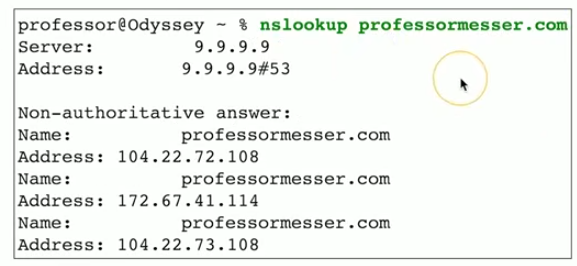 professor@Odyssey ~ % nslookup professormesser.com
Server: 9.9.9.9
Address: 9.9.9.9#53
Non-authoritative answer:
Name: professormesser.com
Address: 104.22.72.108
Name: professormesser.com
Address: 172.67.41.114
Name: professormesser.com
Address: 104.22.73.108